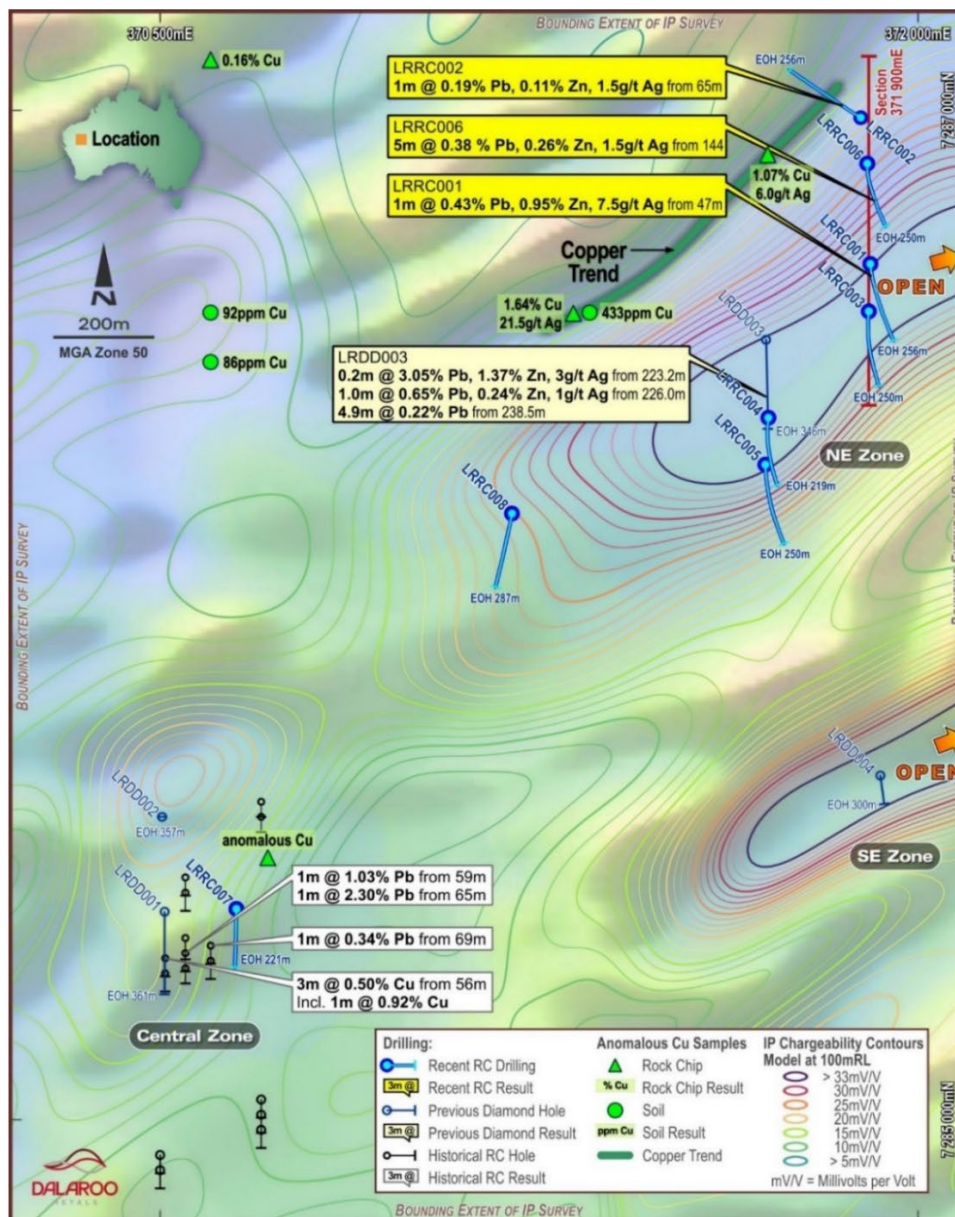 BOUNDING EXTENT OF IP SURVEY
370 500mE
372 000mE
0.16% Cu
EOH 256m
Section
371 900mE
7 287 000mN
LRRC002
1m @ 0.19% Pb, 0.11% Zn, 1.5g/t Ag from 65m
LRRC002
Location
LRRC006
5m @ 0.38 % Pb, 0.26% Zn, 1.5g/t Ag from 144
LRRC006
1.07% Cu
6.0g/t Ag
LRRC001
1m @ 0.43% Pb, 0.95% Zn, 7.5g/t Ag from 47m
EOH 250m
LRRC001
Copper
Trend
N
200m
MGA Zone 50
OPEN
92ppm Cu
1.64% Cu
21.5g/t Ag
433ppm Cu
LRRC003
LRDD003
EOH 256m
86ppm Cu
LRDD003
0.2m @ 3.05% Pb, 1.37% Zn, 3g/t Ag from 223.2m
1.0m @ 0.65% Pb, 0.24% Zn, 1g/t Ag from 226.0m
4.9m @ 0.22% Pb from 238.5m
EOH 250m
LRRC004
EOH 346m
NE Zone
LRRC005
EOH 219m
LRRC008
EOH 250m
EOH 287m
BOUNDING EXTENT OF IP SURVEY
LRDD004
OPEN
LRDD002
EOH 357m
EOH 300m
anomalous Cu
SE Zone
1m @ 1.03% Pb from 59m
1m @ 2.30% Pb from 65m
LRDD001
LRRC007
1m @ 0.34% Pb from 69m
EOH 221m
3m @ 0.50% Cu from 56m
Incl. 1m @ 0.92% Cu
EOH 361m
Central Zone
Drilling:
Recent RC Drilling
3m @
Recent RC Result
Previous Diamond Hole
3m @
Previous Diamond Result
Historical RC Hole
3m @
Historical RC Result
Anomalous Cu Samples
Rock Chip
% Cu
Rock Chip Result
Soil
ppm Cu
Soil Result
Copper Trend
IP Chargeability Contours
Model at 100mRL
> 33mV/V
30mV/V
25mV/V
20mV/V
15mV/V
10mV/V
> 5mV/V
mV/V = Millivolts per Volt
7 285 000mN
DALAROO
METALS
BOUNDING EXTENT OF IP SURVEY